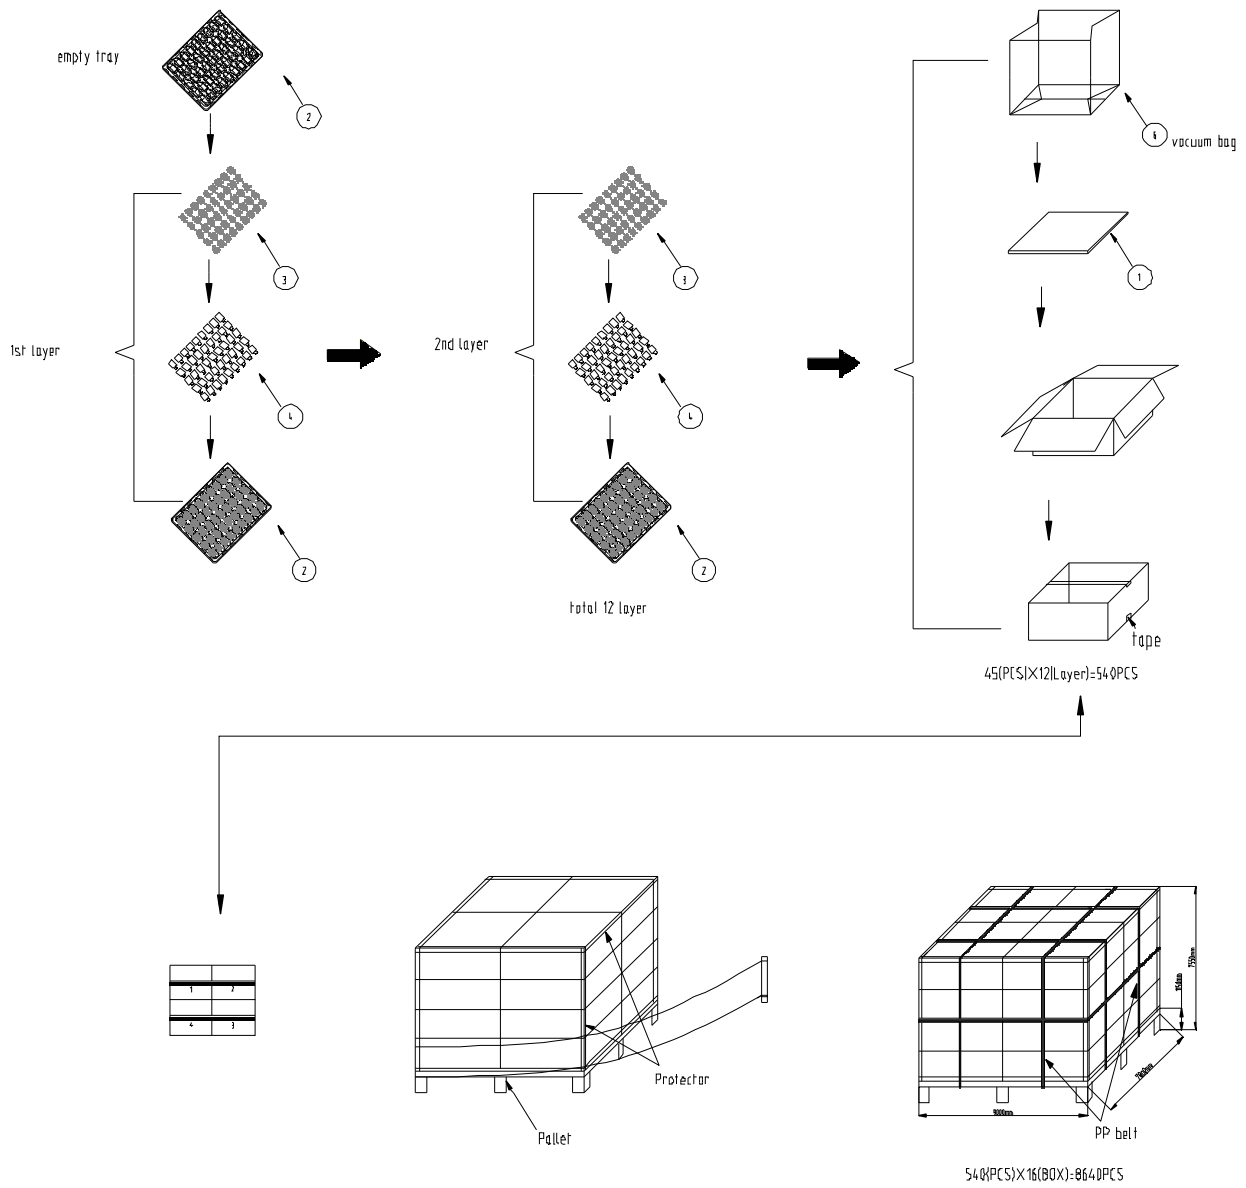 empty tray
2
6
vacuum bag
3
3
1
1st layer
2nd layer
4
4
2
2
total 12 layer
tape
45(PCS)X12(Layer)=540PCS
1 2
4 3
Protector
Pallet
PP belt
540(PCS)X16(BOX)=8640PCS